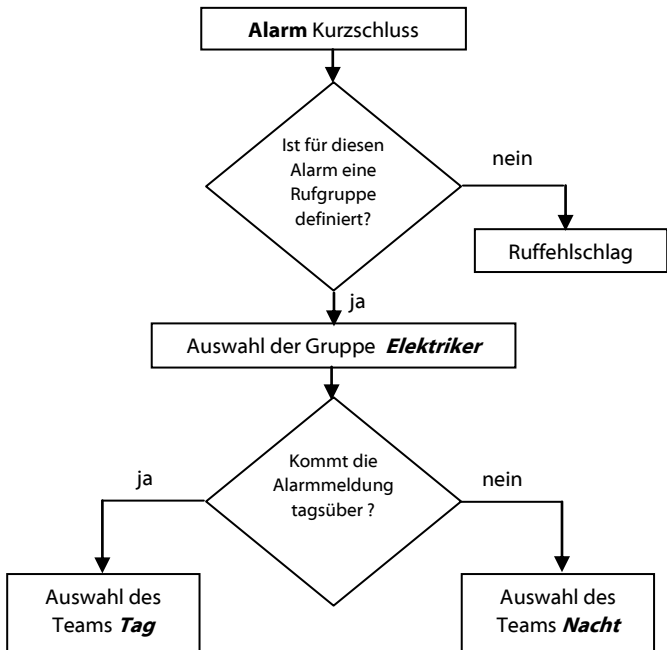 Alarm Kurzschluss
Ist für diesen
Alarm eine
Rufgruppe
definiert?
nein
Ruffehlschlag
ja
Auswahl der Gruppe Elektriker
Kommt die
Alarmmeldung
tagsüber ?
ja
nein
Auswahl des
Teams Tag
Auswahl des
Teams Nacht